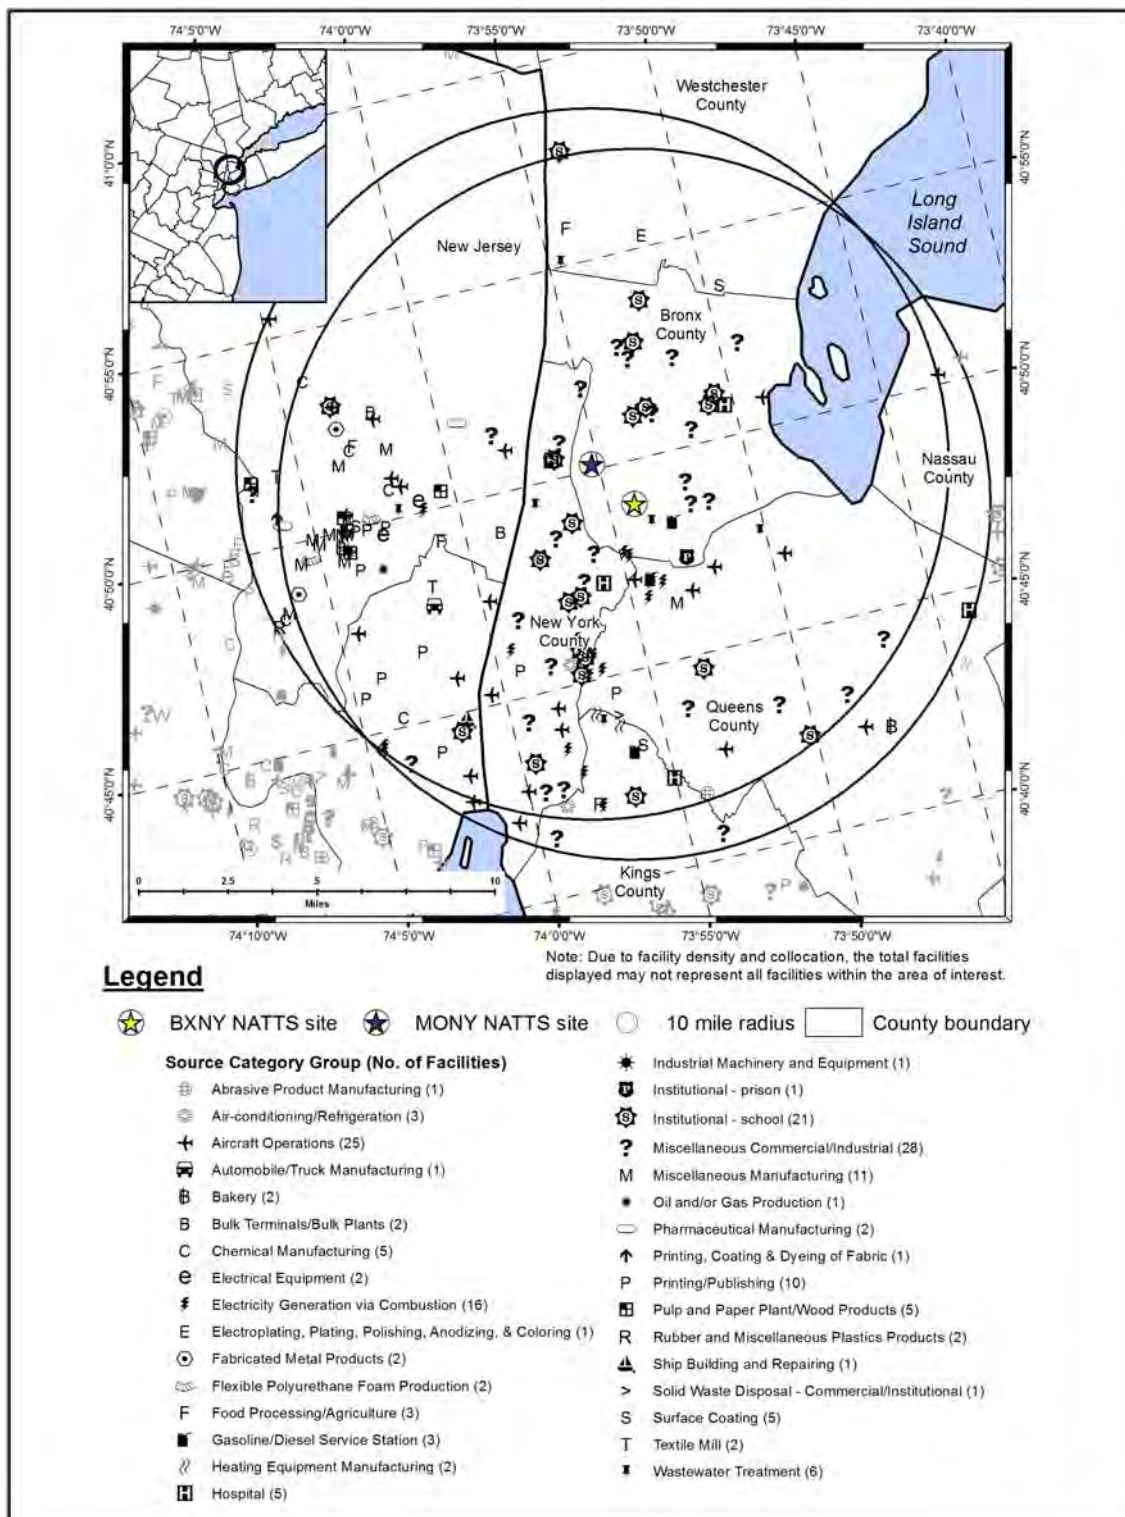 74°5'0"W
74°0'0"W
73°55'0"W
73°50'0"W
73°45'0"W
73°40'0"W
Westchester
County
41°0'0"N
40°55'0"N
Long
Island
Sound
New Jersey
F
E
S
Bronx
County
40°55'0"N
40°50'0"N
Nassau
County
40°50'0"N
40°45'0"N
New York
County
Queens
County
40°45'0"N
40°40'0"N
Kings
County
0
2.5
5
10
Miles
74°10'0"W
74°5'0"W
74°0'0"W
73°55'0"W
73°50'0"W
Note: Due to facility density and collocation, the total facilities
displayed may not represent all facilities within the area of interest.
Legend
BXNY NATTS site
MONY NATTS site
10 mile radius
County boundary
Source Category Group (No. of Facilities)
Abrasive Product Manufacturing (1)
Air-conditioning/Refrigeration (3)
Aircraft Operations (25)
Automobile/Truck Manufacturing (1)
Bakery (2)
B Bulk Terminals/Bulk Plants (2)
C Chemical Manufacturing (5)
e Electrical Equipment (2)
Electricity Generation via Combustion (16)
E Electroplating, Plating, Polishing, Anodizing, & Coloring (1)
Fabricated Metal Products (2)
Flexible Polyurethane Foam Production (2)
F Food Processing/Agriculture (3)
Gasoline/Diesel Service Station (3)
Heating Equipment Manufacturing (2)
H Hospital (5)
Industrial Machinery and Equipment (1)
P Institutional - prison (1)
S Institutional - school (21)
? Miscellaneous Commercial/Industrial (28)
M Miscellaneous Manufacturing (11)
Oil and/or Gas Production (1)
Pharmaceutical Manufacturing (2)
Printing, Coating & Dyeing of Fabric (1)
P Printing/Publishing (10)
Pulp and Paper Plant/Wood Products (5)
R Rubber and Miscellaneous Plastics Products (2)
Ship Building and Repairing (1)
> Solid Waste Disposal - Commercial/Institutional (1)
S Surface Coating (5)
T Textile Mill (2)
Wastewater Treatment (6)